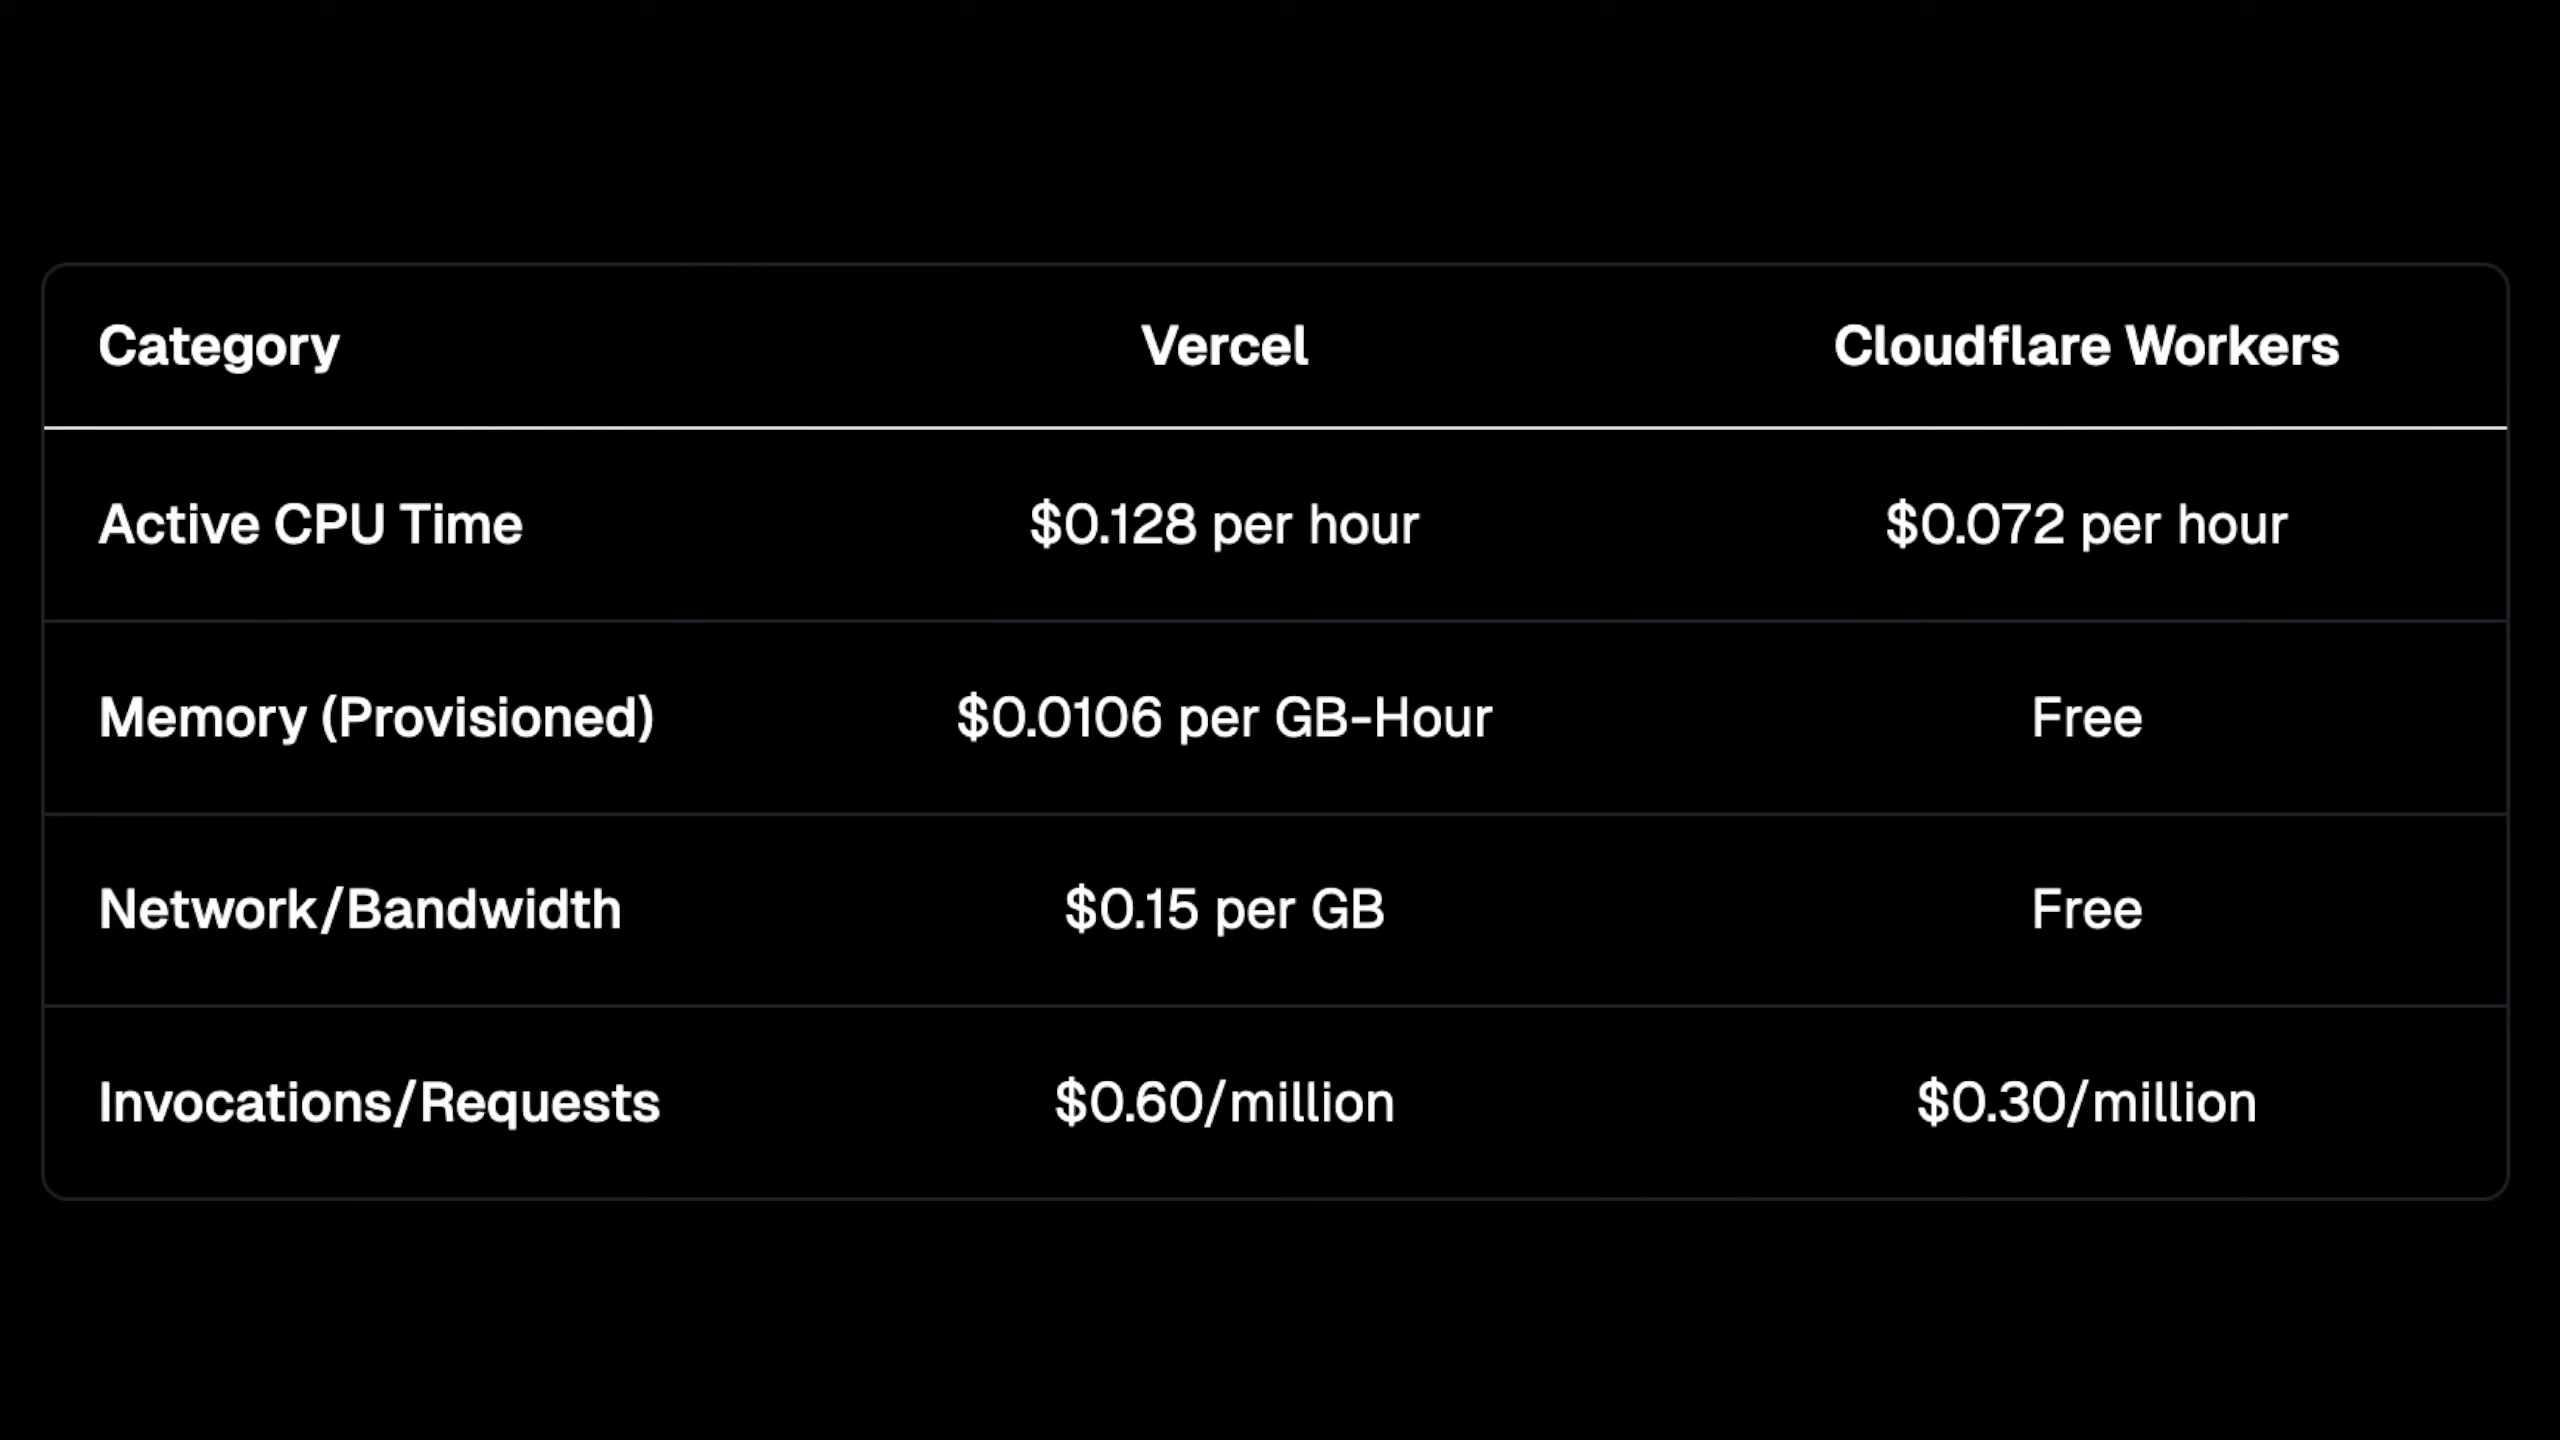 Category Vercel Cloudflare Workers
Active CPU Time $0.128 per hour $0.072 per hour
Memory (Provisioned) $0.0106 per GB-Hour Free
Network/Bandwidth $0.15 per GB Free
Invocations/Requests $0.60/million $0.30/million